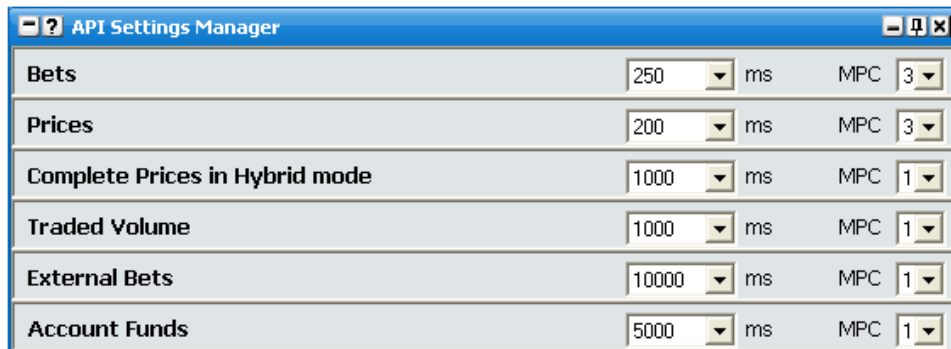 API Settings Manager
Bets 250 ms MPC 3
Prices 200 ms MPC 3
Complete Prices in Hybrid mode 1000 ms MPC 1
Traded Volume 1000 ms MPC 1
External Bets 10000 ms MPC 1
Account Funds 5000 ms MPC 1